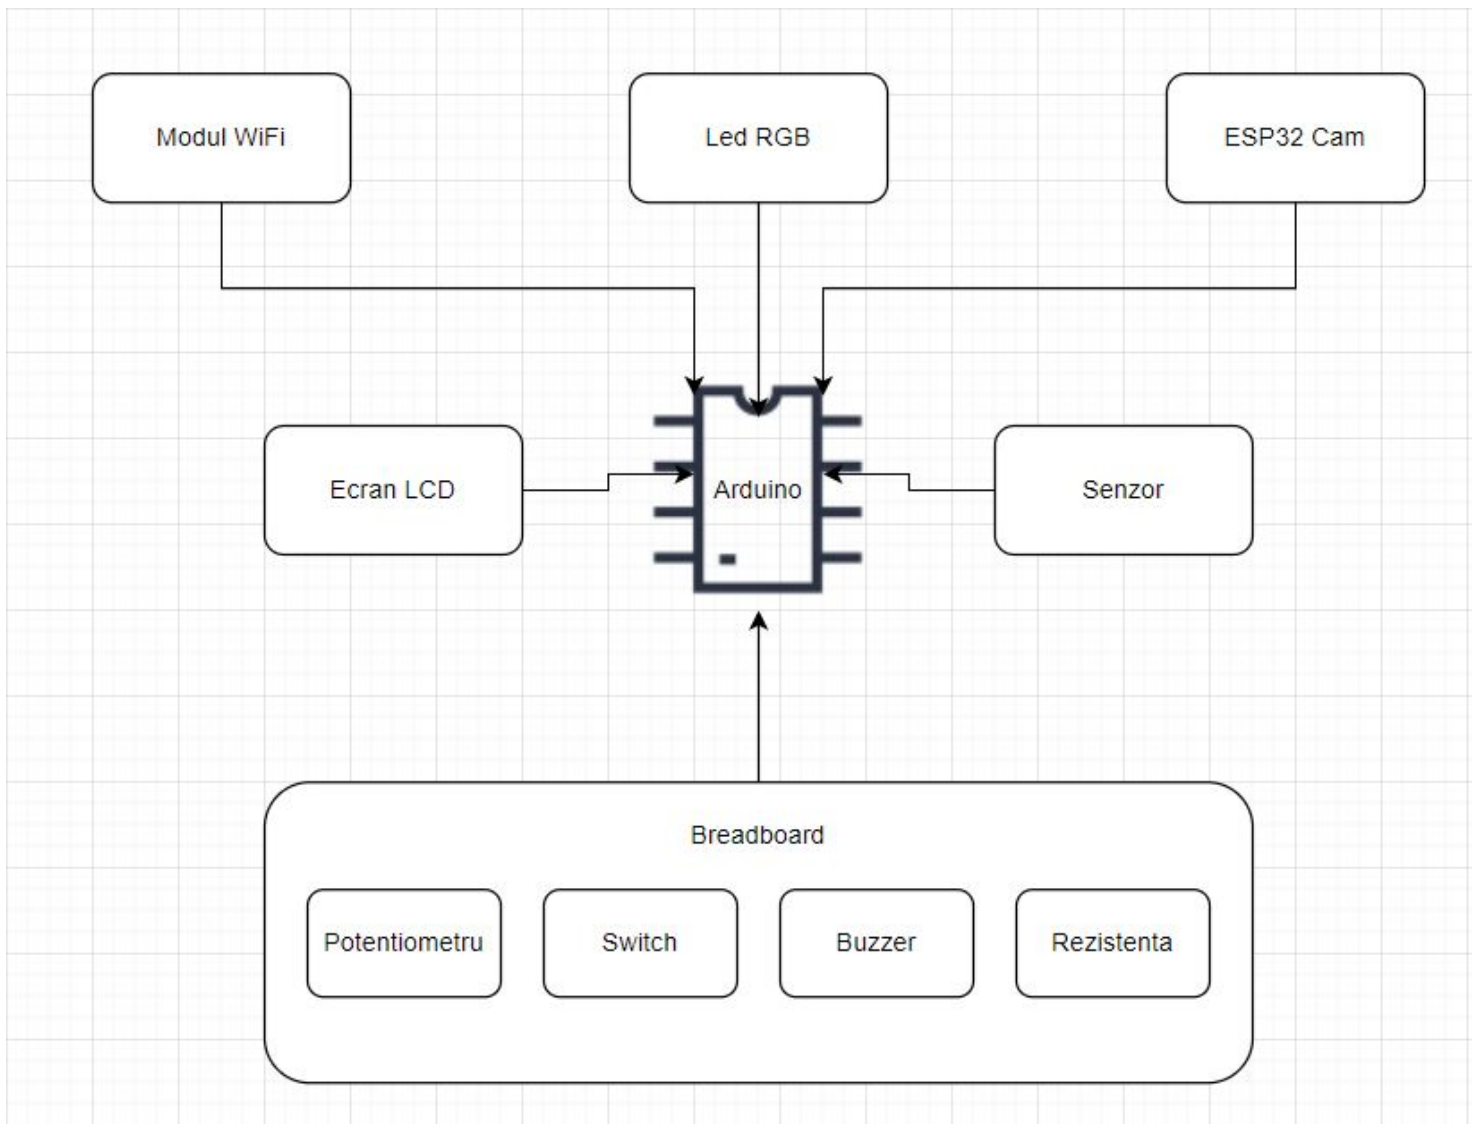 Modul WiFi
Led RGB
ESP32 Cam
Ecran LCD
Arduino
Senzor
Breadboard
Potentiometru
Switch
Buzzer
Rezistenta